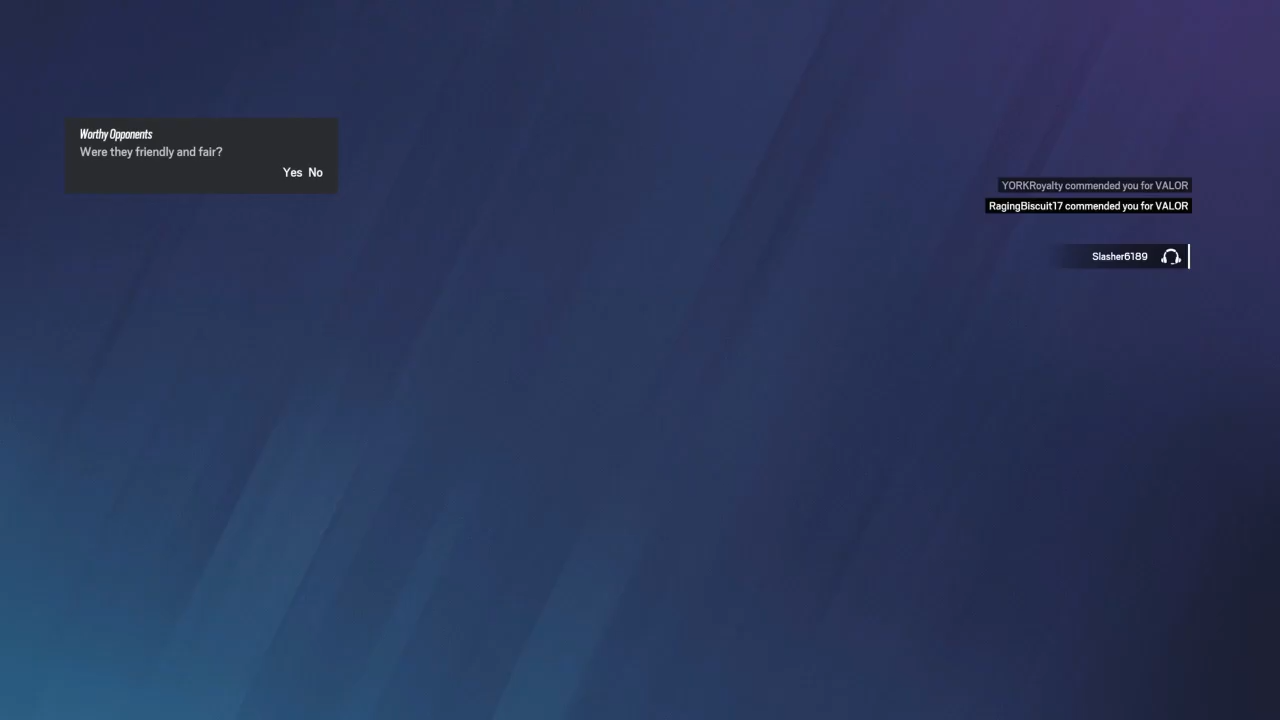 Worthy Opponents
Were they friendly and fair?
Yes No
YORKRoyalty commended you for VALOR
RagingBiscuit17 commended you for VALOR
Slasher6189